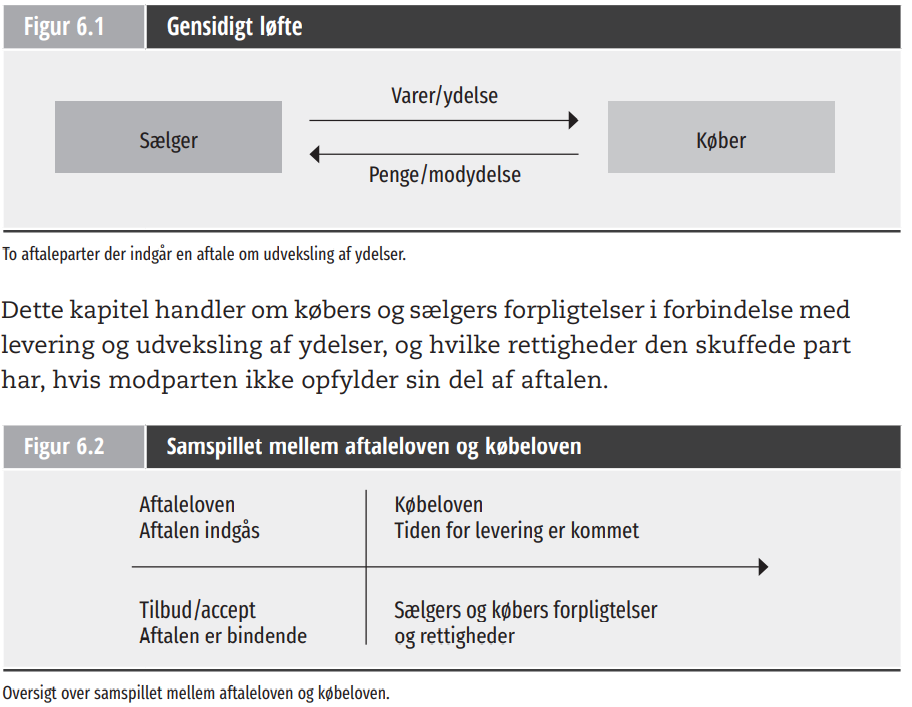 Figur 6.1 Gensidigt løfte
Varer/ydelse
Sælger
Køber
Penge/modydelse
To aftaleparter der indgår en aftale om udveksling af ydelser.
Dette kapitel handler om købers og sælgers forpligtelser i forbindelse med
levering og udveksling af ydelser, og hvilke rettigheder den skuffede part
har, hvis modparten ikke opfylder sin del af aftalen.
Figur 6.2 Samspillet mellem aftaleloven og købeloven
Aftaleloven
Aftalen indgås
Købeloven
Tiden for levering er kommet
Tilbud/accept
Aftalen er bindende
Sælgers og købers forpligtelser
og rettigheder
Oversigt over samspillet mellem aftaleloven og købeloven.